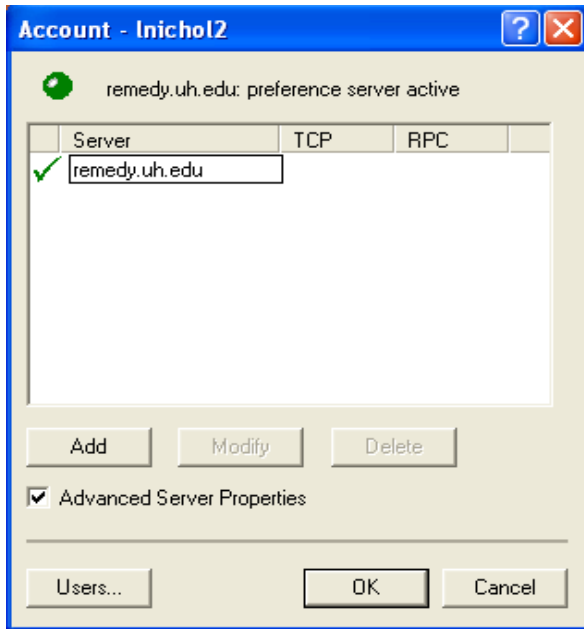 Account - lnichol2
remedy.uh.edu: preference server active
Server TCP RPC
remedy.uh.edu
Add Modify Delete
Advanced Server Properties
Users... OK Cancel